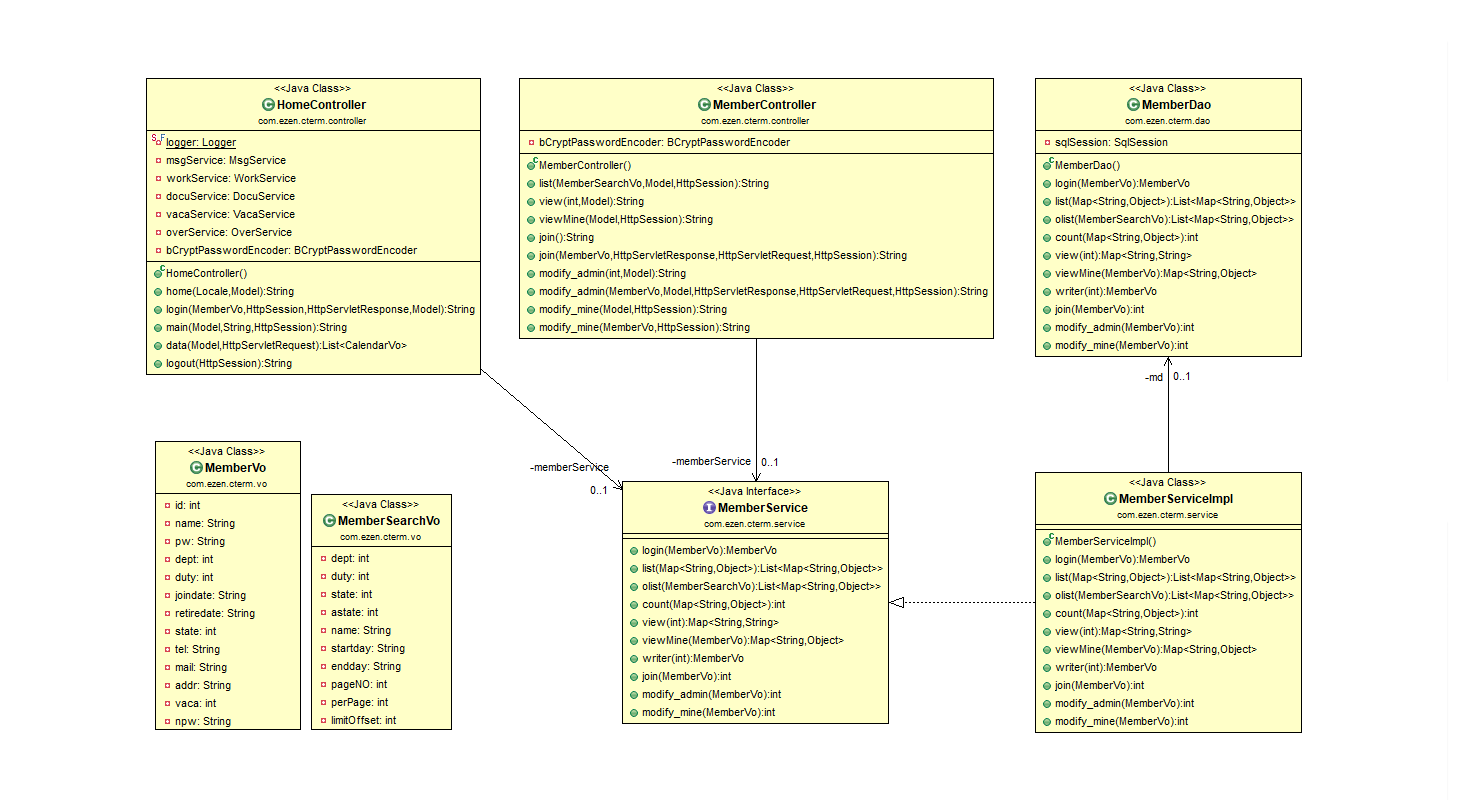 <<Java Class>>
HomeController
com.ezen.cterm.controller
logger: Logger
msgService: MsgService
workService: WorkService
docuService: DocuService
vacaService: VacaService
overService: OverService
bCryptPasswordEncoder: BCryptPasswordEncoder
HomeController()
home(Locale,Model):String
login(MemberVo,HttpSession,HttpServletResponse,Model):String
main(Model,String,HttpSession):String
data(Model,HttpServletRequest):List<CalendarVo>
logout(HttpSession):String
<<Java Class>>
MemberController
com.ezen.cterm.controller
bCryptPasswordEncoder: BCryptPasswordEncoder
MemberController()
list(MemberSearchVo,Model,HttpSession):String
view(int,Model):String
viewMine(Model,HttpSession):String
join():String
join(MemberVo,HttpServletResponse,HttpServletRequest,HttpSession):String
modify_admin(int,Model):String
modify_admin(MemberVo,Model,HttpServletResponse,HttpServletRequest,HttpSession):String
modify_mine(Model,HttpSession):String
modify_mine(MemberVo,HttpSession):String
<<Java Class>>
MemberDao
com.ezen.cterm.dao
sqlSession: SqlSession
MemberDao()
login(MemberVo):MemberVo
list(Map<String,Object>):List<Map<String,Object>>
olist(MemberSearchVo):List<Map<String,Object>>
count(Map<String,Object>):int
view(int):Map<String,String>
viewMine(MemberVo):Map<String,Object>
writer(int):MemberVo
join(MemberVo):int
modify_admin(MemberVo):int
modify_mine(MemberVo):int
-md 0..1
-memberService
0..1
-memberService 0..1
<<Java Class>>
MemberVo
com.ezen.cterm.vo
id: int
name: String
pw: String
dept: int
duty: int
joindate: String
retiredate: String
state: int
tel: String
mail: String
addr: String
vaca: int
npw: String
<<Java Class>>
MemberSearchVo
com.ezen.cterm.vo
dept: int
duty: int
state: int
astate: int
name: String
startday: String
endday: String
pageNO: int
perPage: int
limitOffset: int
<<Java Interface>>
MemberService
com.ezen.cterm.service
login(MemberVo):MemberVo
list(Map<String,Object>):List<Map<String,Object>>
olist(MemberSearchVo):List<Map<String,Object>>
count(Map<String,Object>):int
view(int):Map<String,String>
viewMine(MemberVo):Map<String,Object>
writer(int):MemberVo
join(MemberVo):int
modify_admin(MemberVo):int
modify_mine(MemberVo):int
<<Java Class>>
MemberServiceImpl
com.ezen.cterm.service
MemberServiceImpl()
login(MemberVo):MemberVo
list(Map<String,Object>):List<Map<String,Object>>
olist(MemberSearchVo):List<Map<String,Object>>
count(Map<String,Object>):int
view(int):Map<String,String>
viewMine(MemberVo):Map<String,Object>
writer(int):MemberVo
join(MemberVo):int
modify_admin(MemberVo):int
modify_mine(MemberVo):int